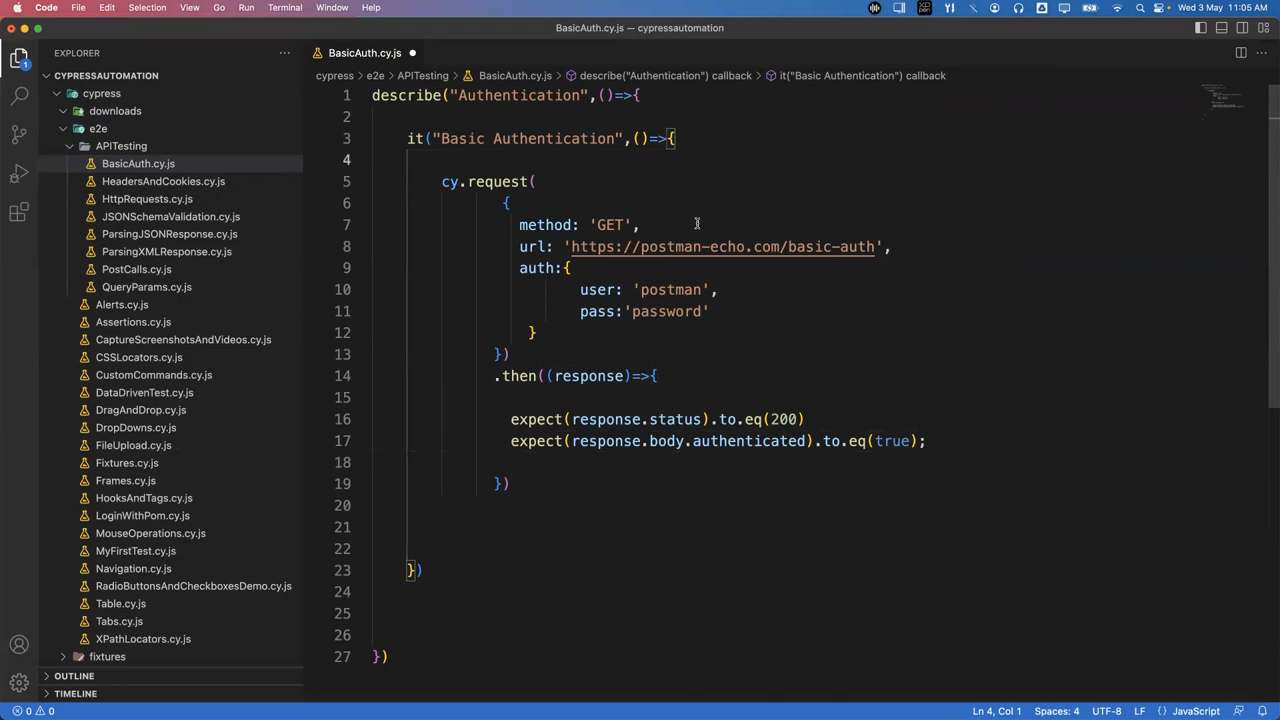 Code File Edit Selection View Go Run Terminal Window Help Wed 3 May 11:05 AM
BasicAuth.cy.js — cypressautomation
EXPLORER
CYPRESSAUTOMATION
cypress
downloads
e2e
APITesting
BasicAuth.cy.js
HeadersAndCookies.cy.js
HttpRequests.cy.js
JSONSchemaValidation.cy.js
ParsingJSONResponse.cy.js
ParsingXMLResponse.cy.js
PostCalls.cy.js
QueryParams.cy.js
Alerts.cy.js
Assertions.cy.js
CaptureScreenshotsAndVideos.cy.js
CSSLocators.cy.js
CustomCommands.cy.js
DataDrivenTest.cy.js
DragAndDrop.cy.js
DropDowns.cy.js
FileUpload.cy.js
Fixtures.cy.js
Frames.cy.js
HooksAndTags.cy.js
LoginWithPom.cy.js
MouseOperations.cy.js
MyFirstTest.cy.js
Navigation.cy.js
RadioButtonsAndCheckboxesDemo.cy.js
Table.cy.js
Tabs.cy.js
XPathLocators.cy.js
fixtures
OUTLINE
TIMELINE
BasicAuth.cy.js
cypress > e2e > APITesting > BasicAuth.cy.js > describe("Authentication") callback > it("Basic Authentication") callback
1 describe("Authentication",()=>{
2
3 it("Basic Authentication",()=>{
4
5 cy.request(
6 {
7 method: 'GET',
8 url: 'https://postman-echo.com/basic-auth',
9 auth:{
10 user: 'postman',
11 pass:'password'
12 }
13 })
14 .then((response)=>{
15
16 expect(response.status).to.eq(200)
17 expect(response.body.authenticated).to.eq(true);
18
19 })
20
21
22
23 })
24
25
26
27 })
1
0 0 Ln 4, Col 1 Spaces: 4 UTF-8 LF {} JavaScript